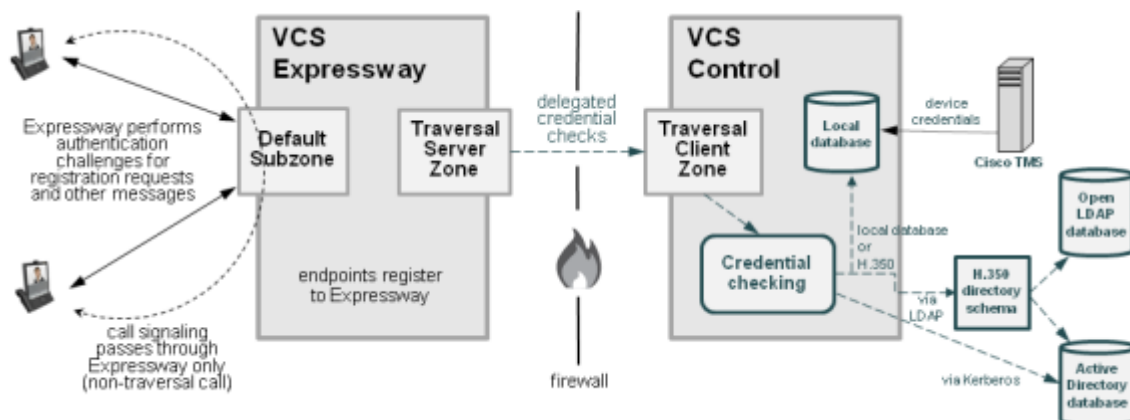 VCS
Expressway
VCS
Control
Expressway performs
authentication
challenges for
registration requests
and other messages
Default
Subzone
Traversal
Server
Zone
delegated
credential
checks
Traversal
Client
Zone
Local
database
device
credentials
Cisco TMS
Open
LDAP
database
local database
or
H.350
Credential
checking
endpoints register
to Expressway
H.350
directory
schema
via
LDAP
call signaling
passes through
Expressway only
(non-traversal call)
firewall
via Kerberos
Active
Directory
database